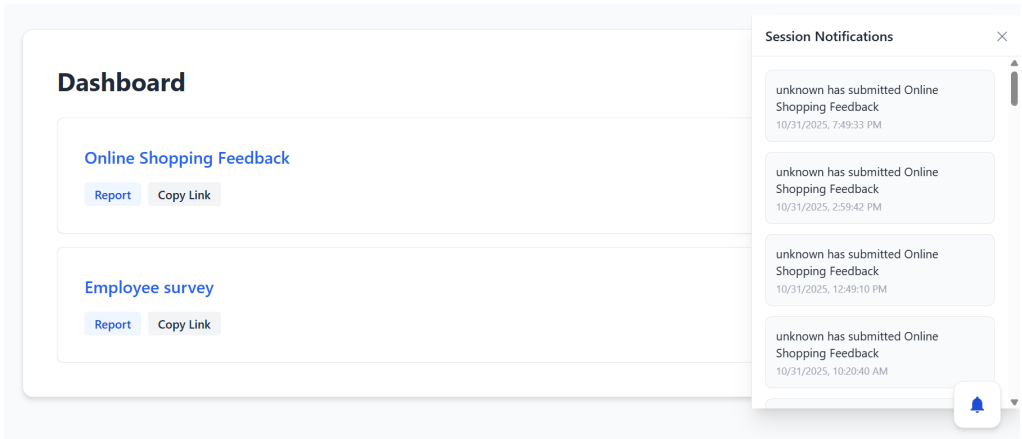 Dashboard
Online Shopping Feedback
Report Copy Link
Employee survey
Report Copy Link
Session Notifications
unknown has submitted Online
Shopping Feedback
10/31/2025, 7:49:33 PM
unknown has submitted Online
Shopping Feedback
10/31/2025, 2:59:42 PM
unknown has submitted Online
Shopping Feedback
10/31/2025, 12:49:10 PM
unknown has submitted Online
Shopping Feedback
10/31/2025, 10:20:40 AM